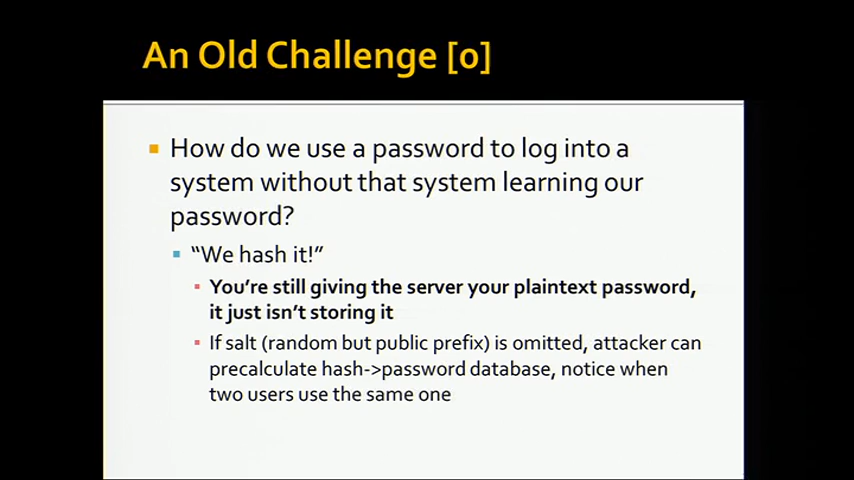 An Old Challenge [0]
How do we use a password to log into a
system without that system learning our
password?
“We hash it!”
You’re still giving the server your plaintext password,
it just isn’t storing it
If salt (random but public prefix) is omitted, attacker can
precalculate hash->password database, notice when
two users use the same one